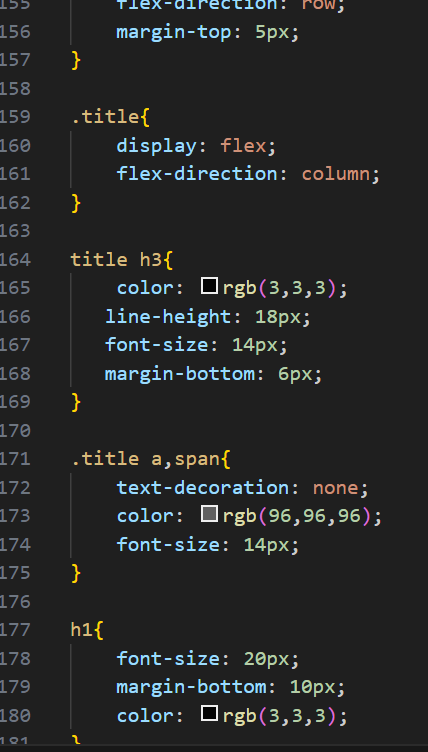 155 flex-direction: row;
156 margin-top: 5px;
157 }
158
159 .title{
160 display: flex;
161 flex-direction: column;
162 }
163
164 title h3{
165 color: rgb(3,3,3);
166 line-height: 18px;
167 font-size: 14px;
168 margin-bottom: 6px;
169 }
170
171 .title a,span{
172 text-decoration: none;
173 color: rgb(96,96,96);
174 font-size: 14px;
175 }
176
177 h1{
178 font-size: 20px;
179 margin-bottom: 10px;
180 color: rgb(3,3,3);
181 }